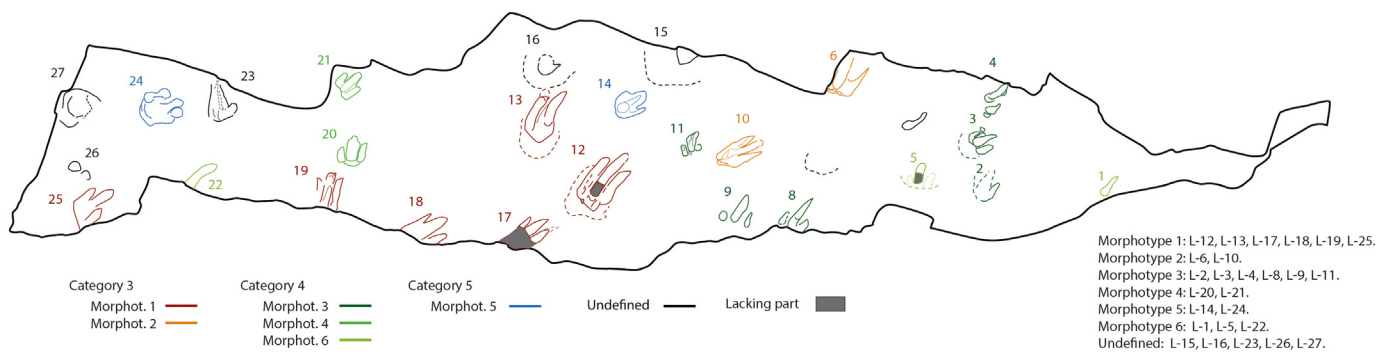 27
24
23
21
16
15
6
4
13
14
3
11
10
20
12
26
5
2
1
25
22
19
18
17
9
8
Category 3
Category 4
Category 5
Morphot. 1
Morphot. 3
Morphot. 5
Undefined
Lacking part
Morphot. 2
Morphot. 4
Morphot. 6
Morphotype 1: L-12, L-13, L-17, L-18, L-19, L-25.
Morphotype 2: L-6, L-10.
Morphotype 3: L-2, L-3, L-4, L-8, L-9, L-11.
Morphotype 4: L-20, L-21.
Morphotype 5: L-14, L-24.
Morphotype 6: L-1, L-5, L-22.
Undefined: L-15, L-16, L-23, L-26, L-27.